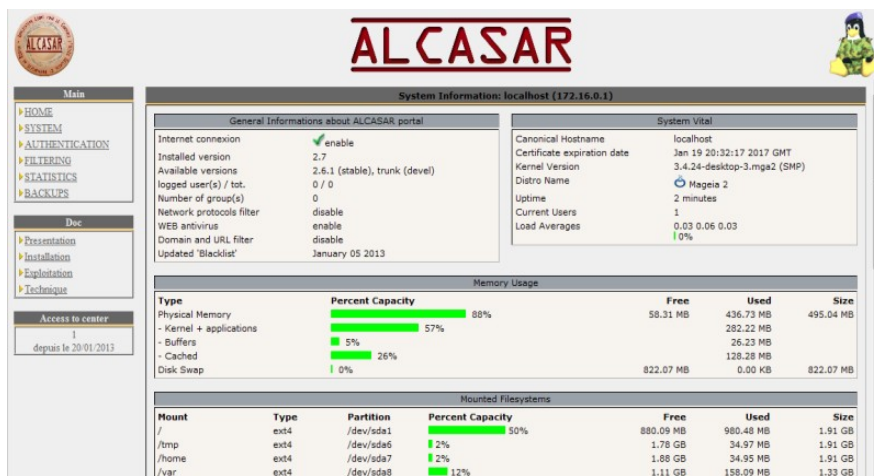 ALCASAR
ALCASAR
Main
HOME
SYSTEM
AUTHENTICATION
FILTERING
STATISTICS
BACKUPS
Doc
Presentation
Installation
Exploitation
Technique
Access to center
1
depuis le 20/01/2013
System Information: localhost (172.16.0.1)
General Informations about ALCASAR portal
Internet connexion enable
Installed version 2.7
Available versions 2.6.1 (stable), trunk (devel)
logged user(s) / tot. 0 / 0
Number of group(s) 0
Network protocols filter disable
WEB antivirus enable
Domain and URL filter disable
Updated 'Blacklist' January 05 2013
System Vital
Canonical Hostname localhost
Certificate expiration date Jan 19 20:32:17 2017 GMT
Kernel Version 3.4.24-desktop-3.mga2 (SMP)
Distro Name Mageia 2
Uptime 2 minutes
Current Users 1
Load Averages 0.03 0.06 0.03
0%
Memory Usage
Type Percent Capacity Free Used Size
Physical Memory 88% 58.31 MB 436.73 MB 495.04 MB
- Kernel + applications 57% 282.22 MB
- Buffers 5% 26.23 MB
- Cached 26% 128.28 MB
Disk Swap 0% 822.07 MB 0.00 KB 822.07 MB
Mounted Filesystems
Mount Type Partition Percent Capacity Free Used Size
/ ext4 /dev/sda1 50% 880.09 MB 980.48 MB 1.91 GB
/tmp ext4 /dev/sda6 2% 1.78 GB 34.97 MB 1.91 GB
/home ext4 /dev/sda7 2% 1.88 GB 34.95 MB 1.91 GB
/var ext4 /dev/sda8 12% 1.11 GB 158.09 MB 1.33 GB